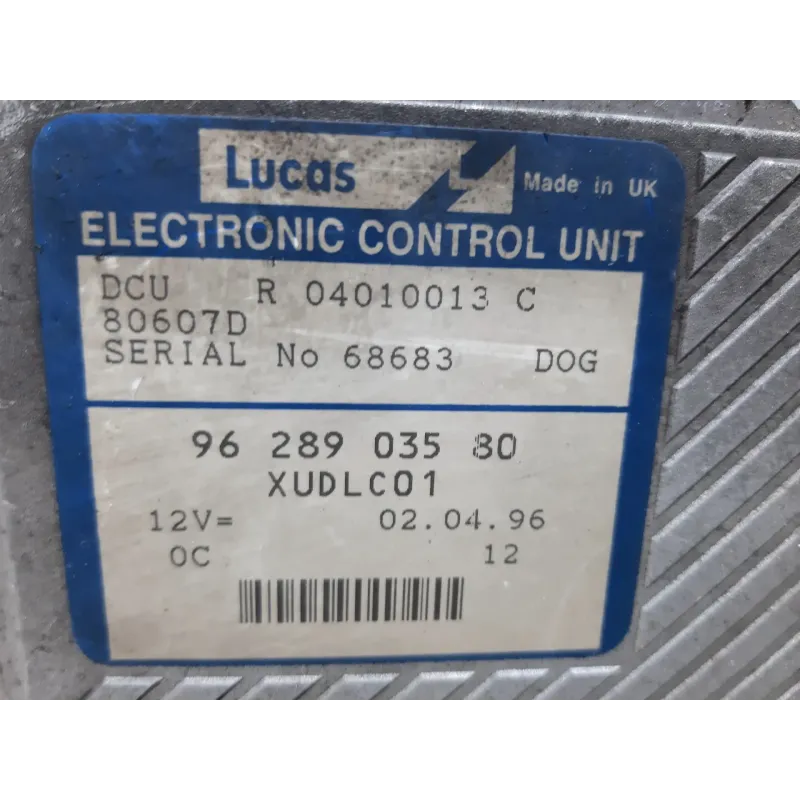 Lucas Made in UK
ELECTRONIC CONTROL UNIT
DCU R 04010013 C
80607D
SERIAL No 68683 DOG
96 289 035 80
XUDLC01
12V= 02.04.96
0C 12